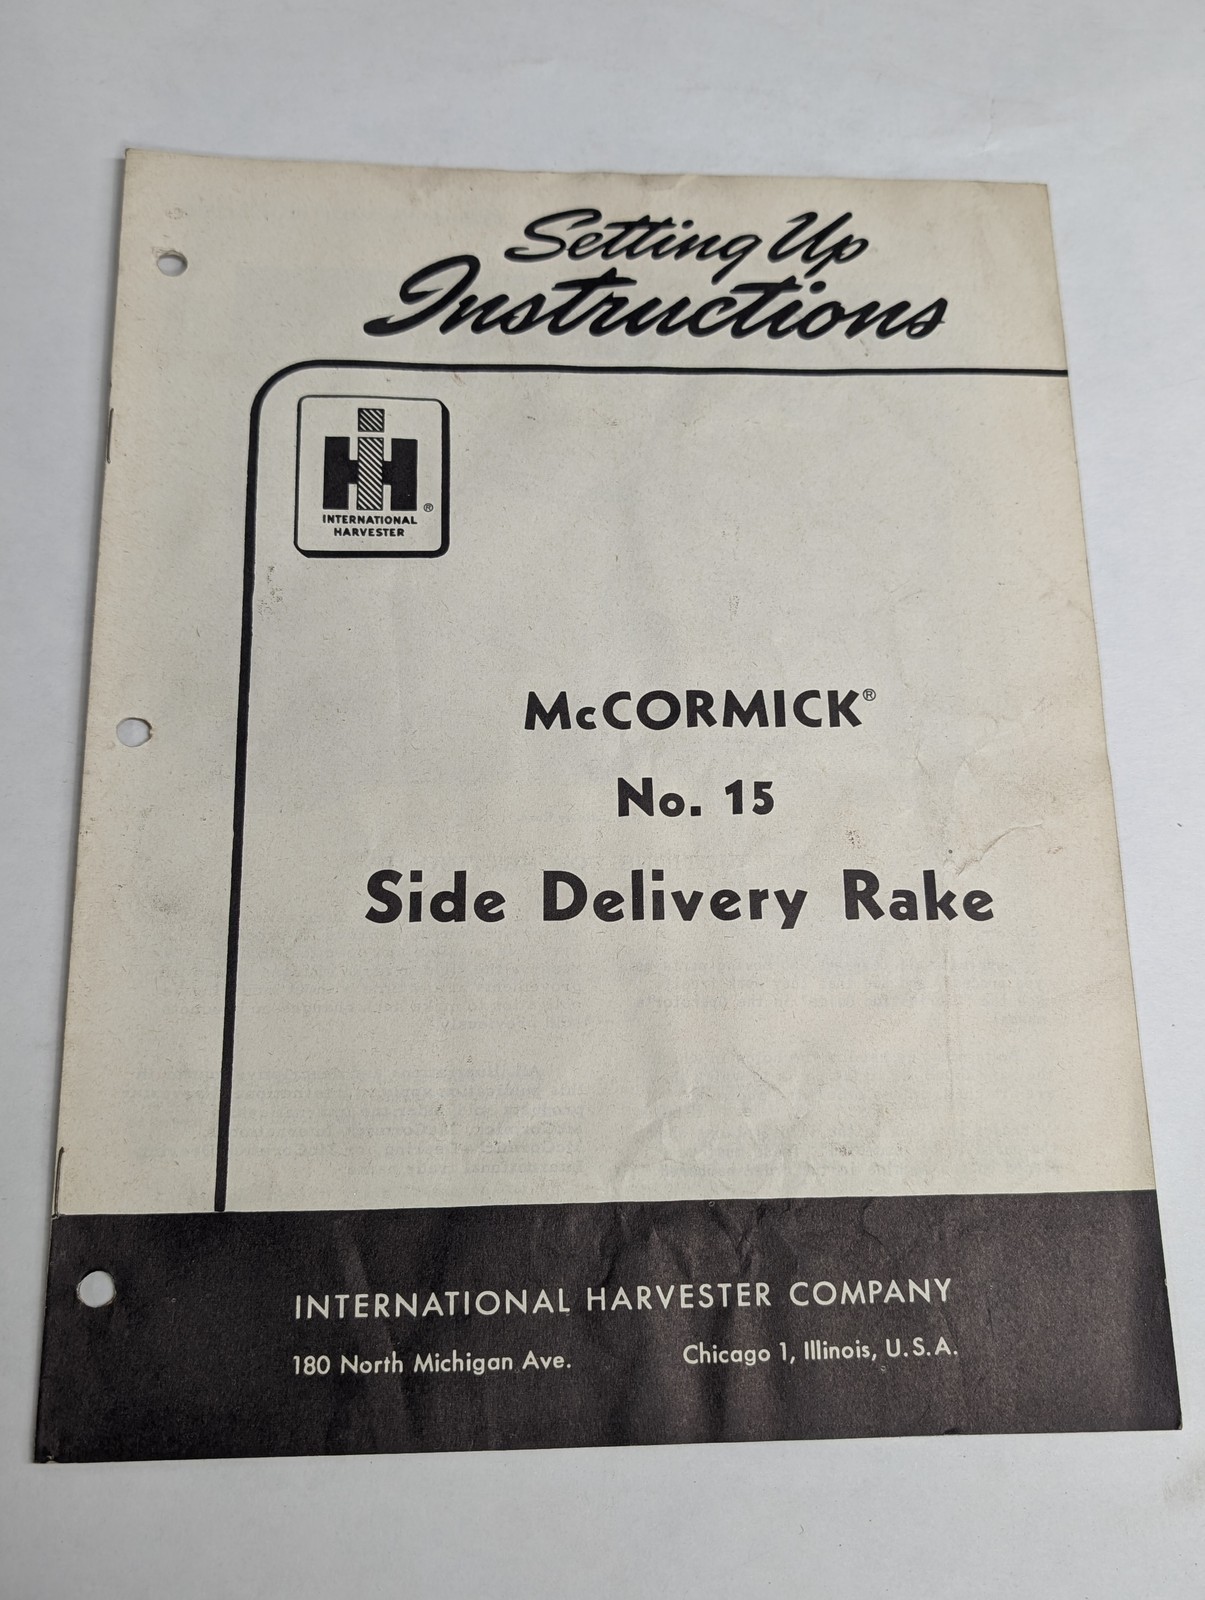 Setting Up
Instructions
INTERNATIONAL
HARVESTER
®
McCORMICK®
No. 15
Side Delivery Rake
INTERNATIONAL HARVESTER COMPANY
180 North Michigan Ave. Chicago 1, Illinois, U.S.A.